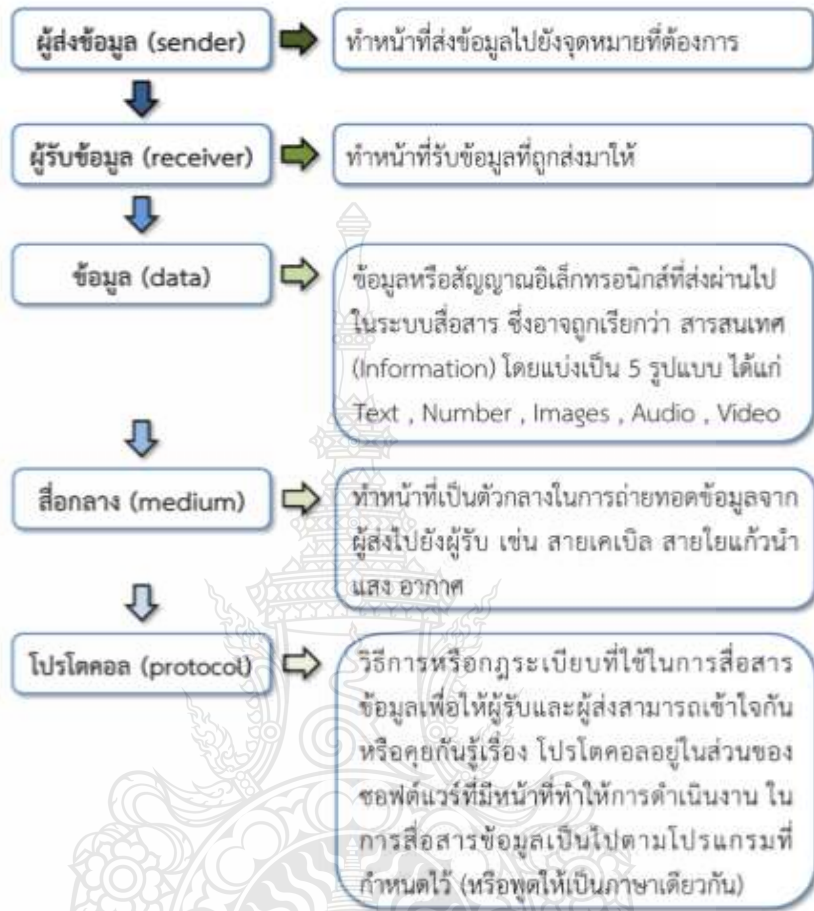 ผู้ส่งข้อมูล (sender)
ทำหน้าที่ส่งข้อมูลไปยังจุดหมายที่ต้องการ
ผู้รับข้อมูล (receiver)
ทำหน้าที่รับข้อมูลที่ถูกส่งมาให้
ข้อมูล (data)
ข้อมูลหรือสัญญาณอิเล็กทรอนิกส์ที่ส่งผ่านไป
ในระบบสื่อสาร ซึ่งอาจถูกเรียกว่า สารสนเทศ
(Information) โดยแบ่งเป็น 5 รูปแบบ ได้แก่
Text , Number , Images , Audio , Video
สื่อกลาง (medium)
ทำหน้าที่เป็นตัวกลางในการถ่ายทอดข้อมูลจาก
ผู้ส่งไปยังผู้รับ เช่น สายเคเบิล สายใยแก้วนำ
แสง อากาศ
โปรโตคอล (protocol)
วิธีการหรือกฎระเบียบที่ใช้ในการสื่อสาร
ข้อมูลเพื่อให้ผู้รับและผู้ส่งสามารถเข้าใจกัน
หรือคุยกันรู้เรื่อง โปรโตคอลอยู่ในส่วนของ
ซอฟต์แวร์ที่มีหน้าที่ทำให้การดำเนินงาน ใน
การสื่อสารข้อมูลเป็นไปตามโปรแกรมที่
กำหนดไว้ (หรือพูดให้เป็นภาษาเดียวกัน)